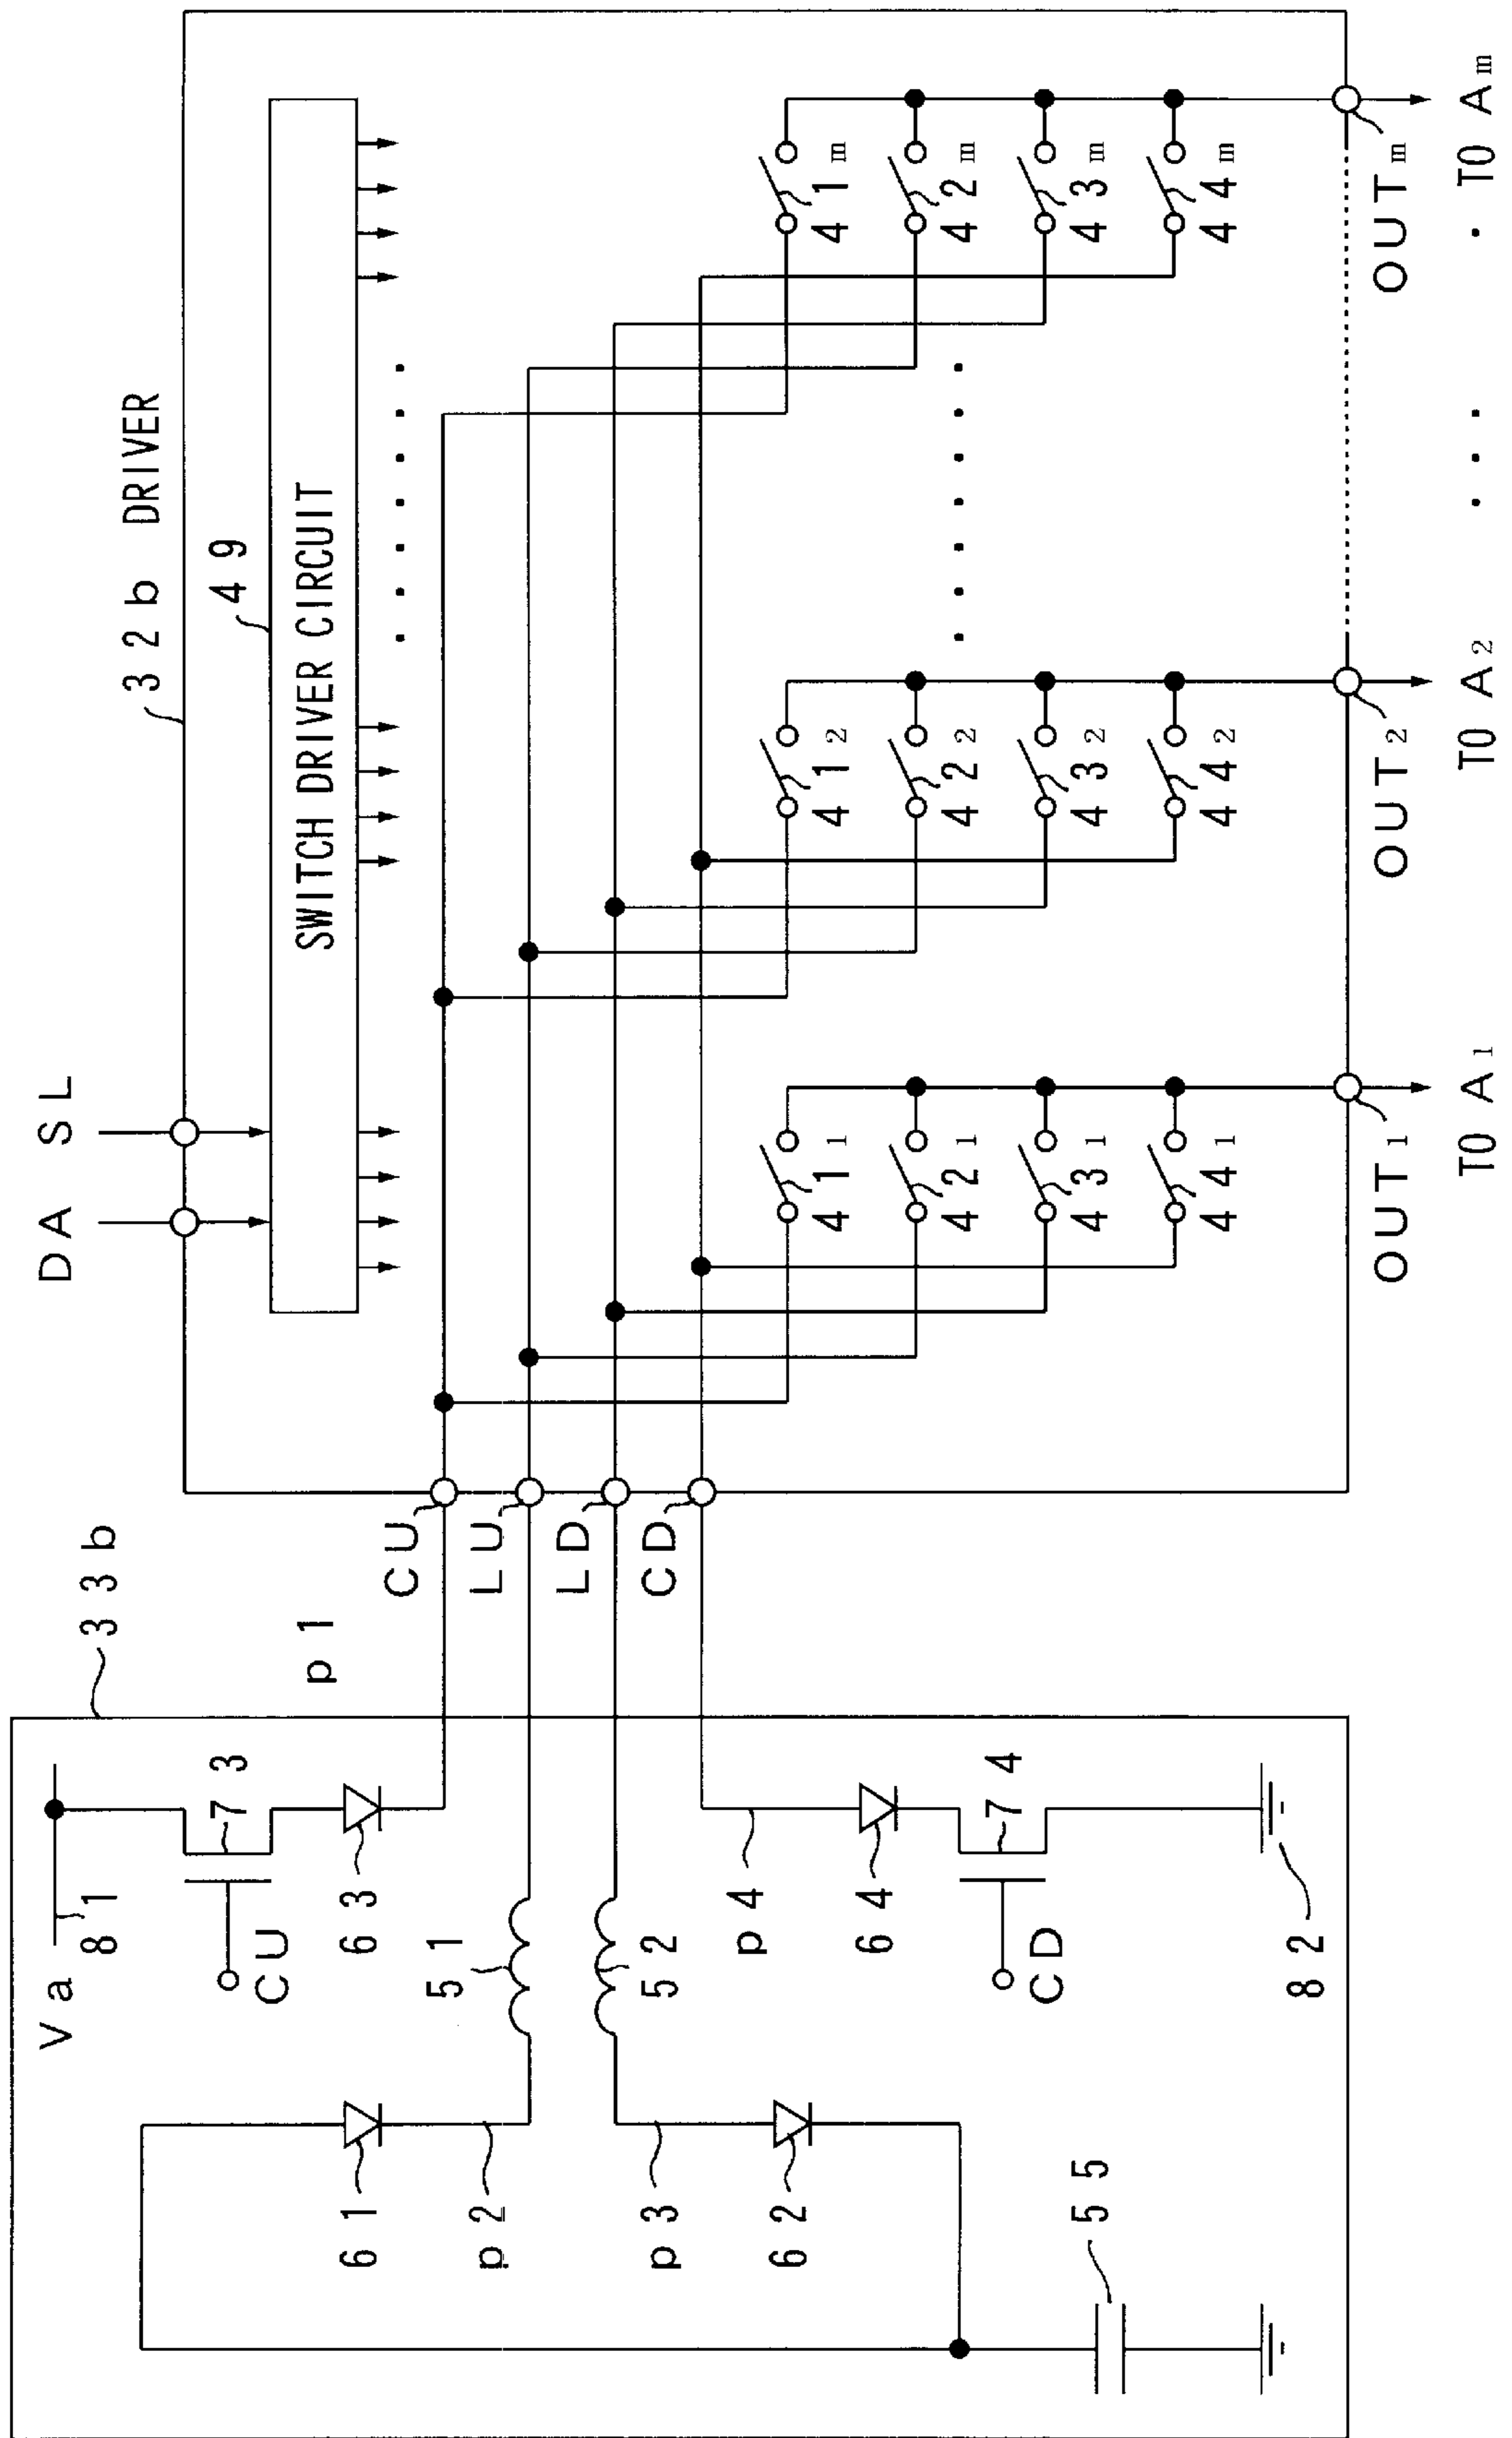 DA SL
32b DRIVER
49
SWITCH DRIVER CIRCUIT
33b
Va
81
73
CU
63
p1
CU
61
51
LU
p2
LD
p3
52
CD
p4
62
64
74
CD
55
82
41₁
42₁
43₁
44₁
41₂
42₂
43₂
44₂
41m
42m
43m
44m
OUT₁
OUT₂
OUTm
TO A₁
TO A₂
TO Am